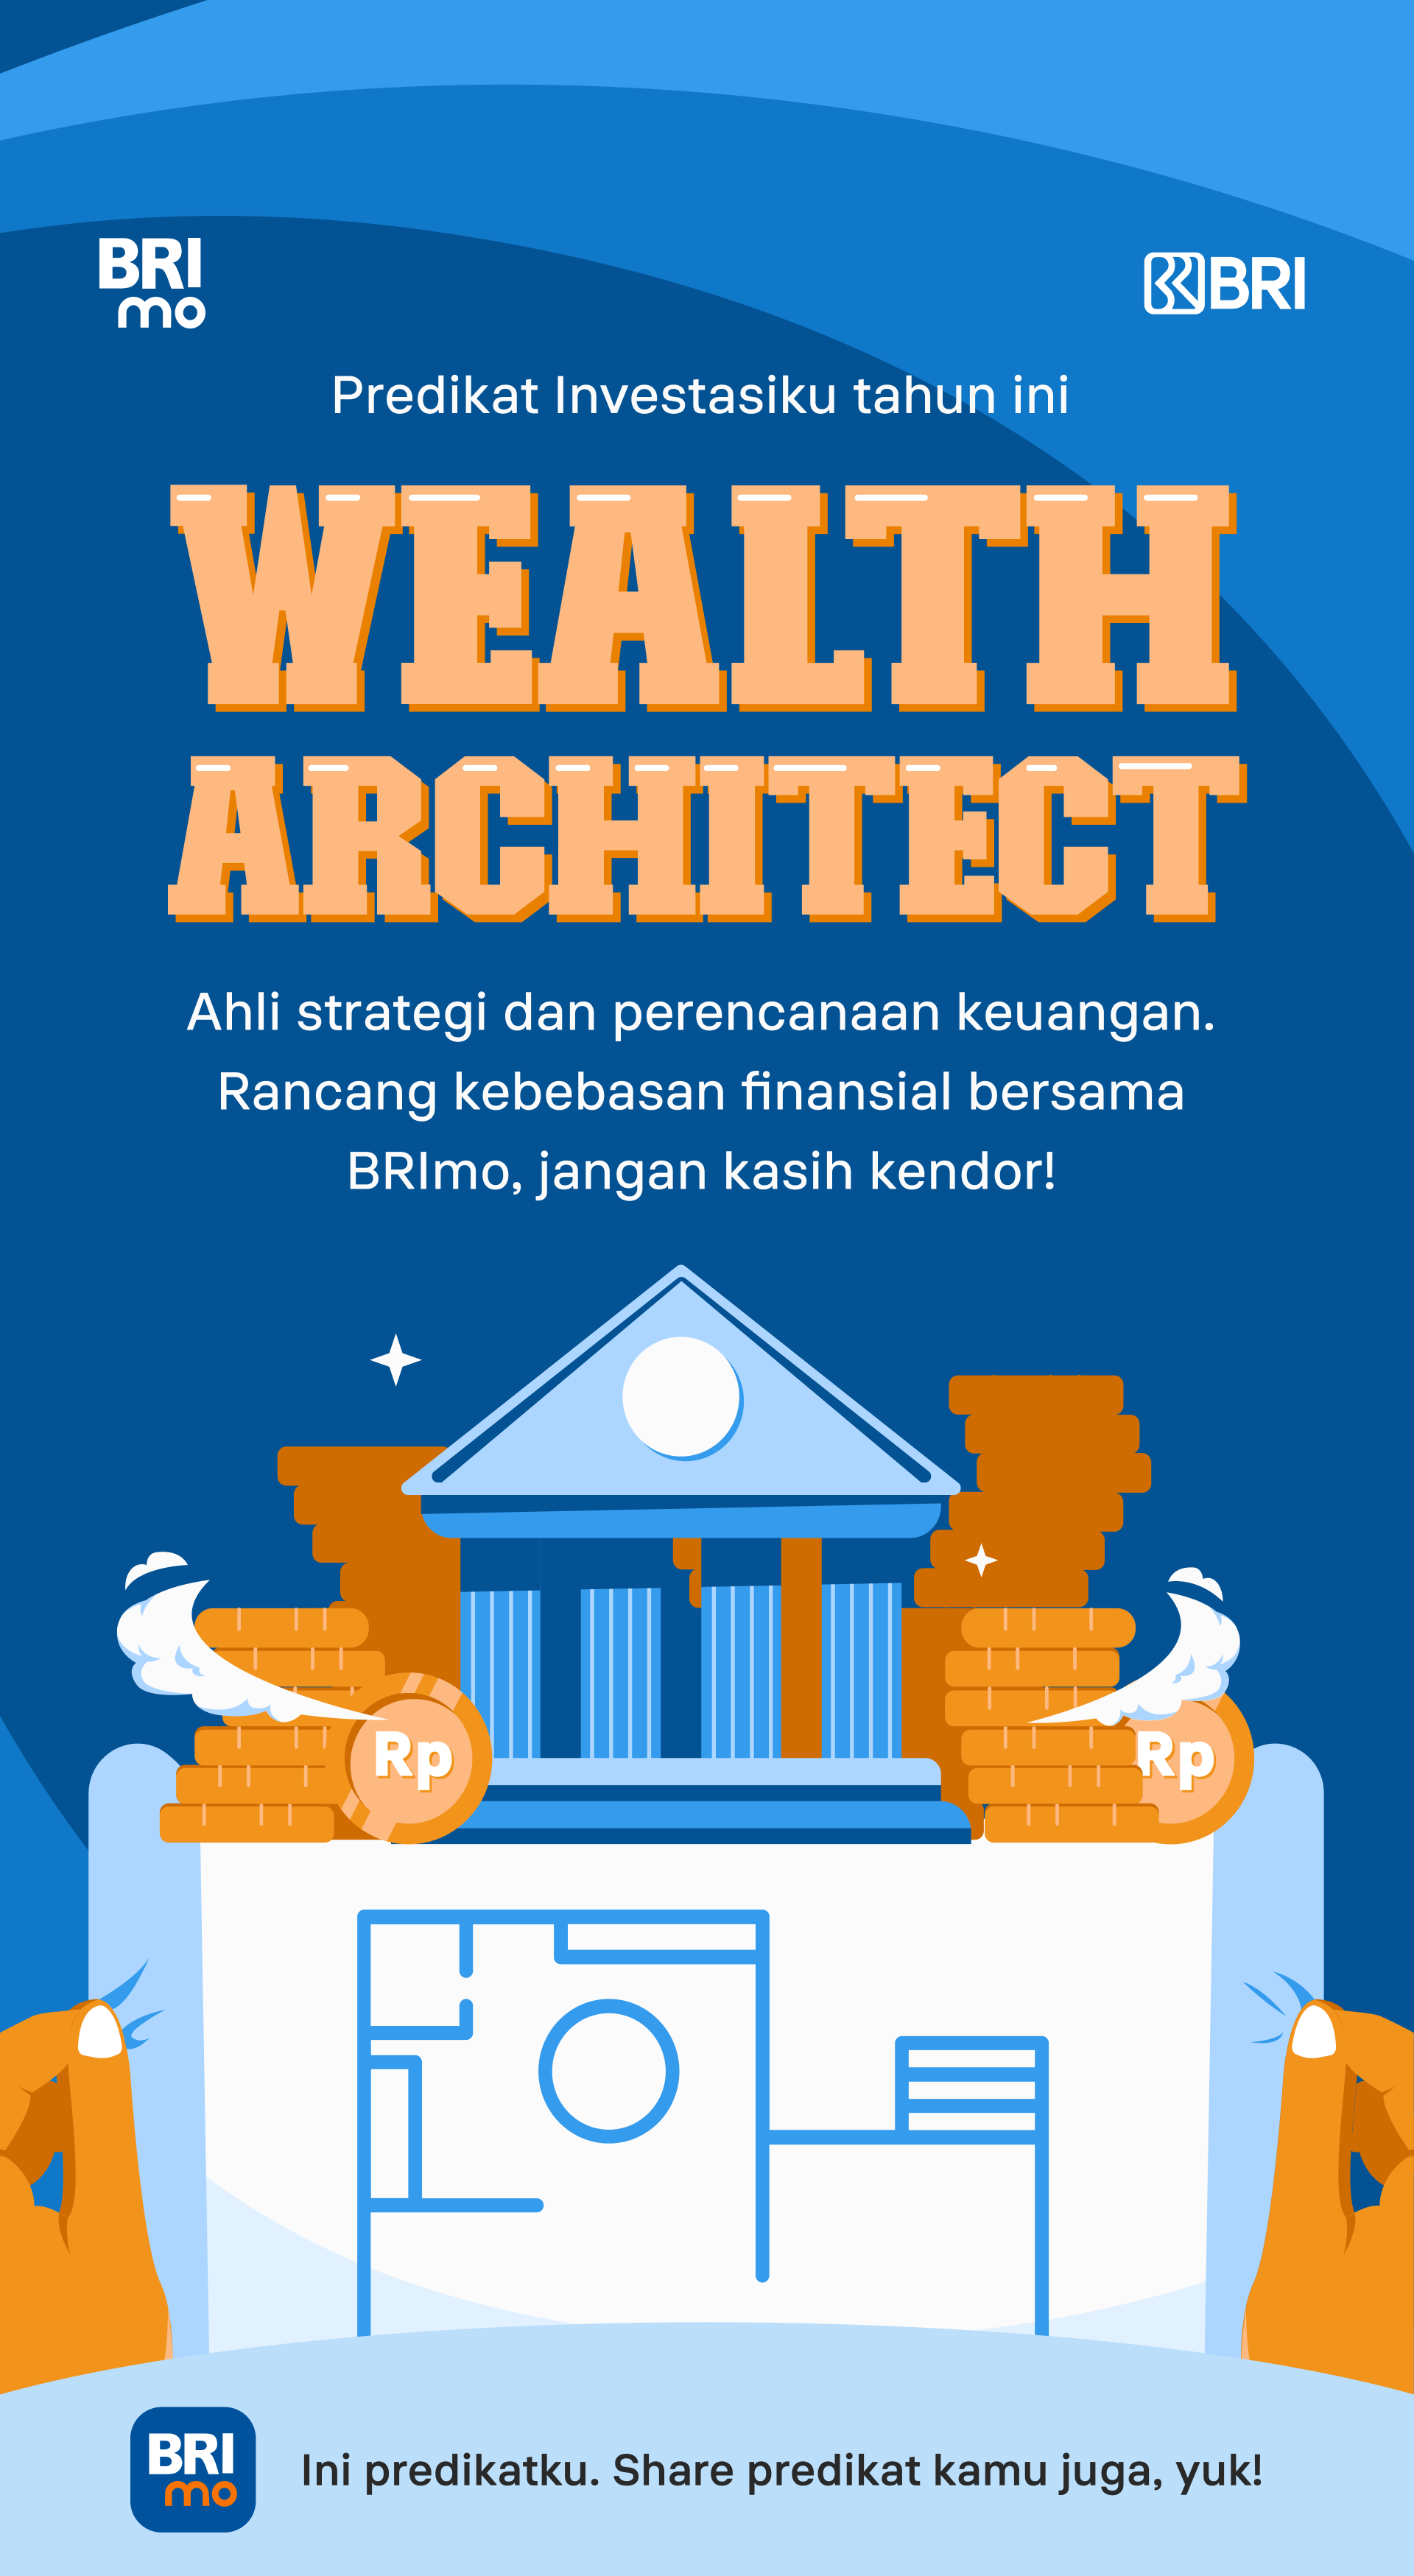 BRI
mo
BRI
Predikat Investasiku tahun ini
WEALTH
ARCHITECT
Ahli strategi dan perencanaan keuangan.
Rancang kebebasan finansial bersama
BRImo, jangan kasih kendor!
Rp
Rp
BRI
mo
Ini predikatku. Share predikat kamu juga, yuk!